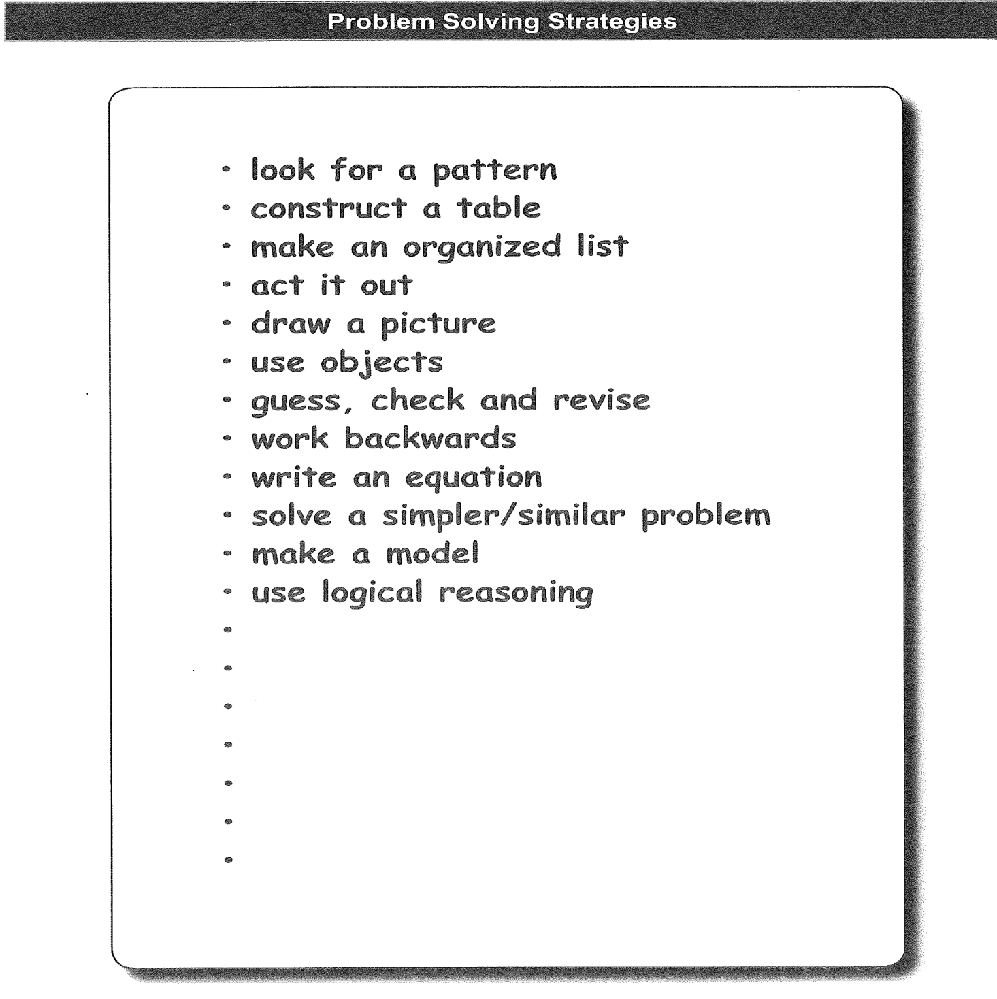 Problem Solving Strategies
• look for a pattern
• construct a table
• make an organized list
• act it out
• draw a picture
• use objects
• guess, check and revise
• work backwards
• write an equation
• solve a simpler/similar problem
• make a model
• use logical reasoning
•
•
•
•
•
•
•